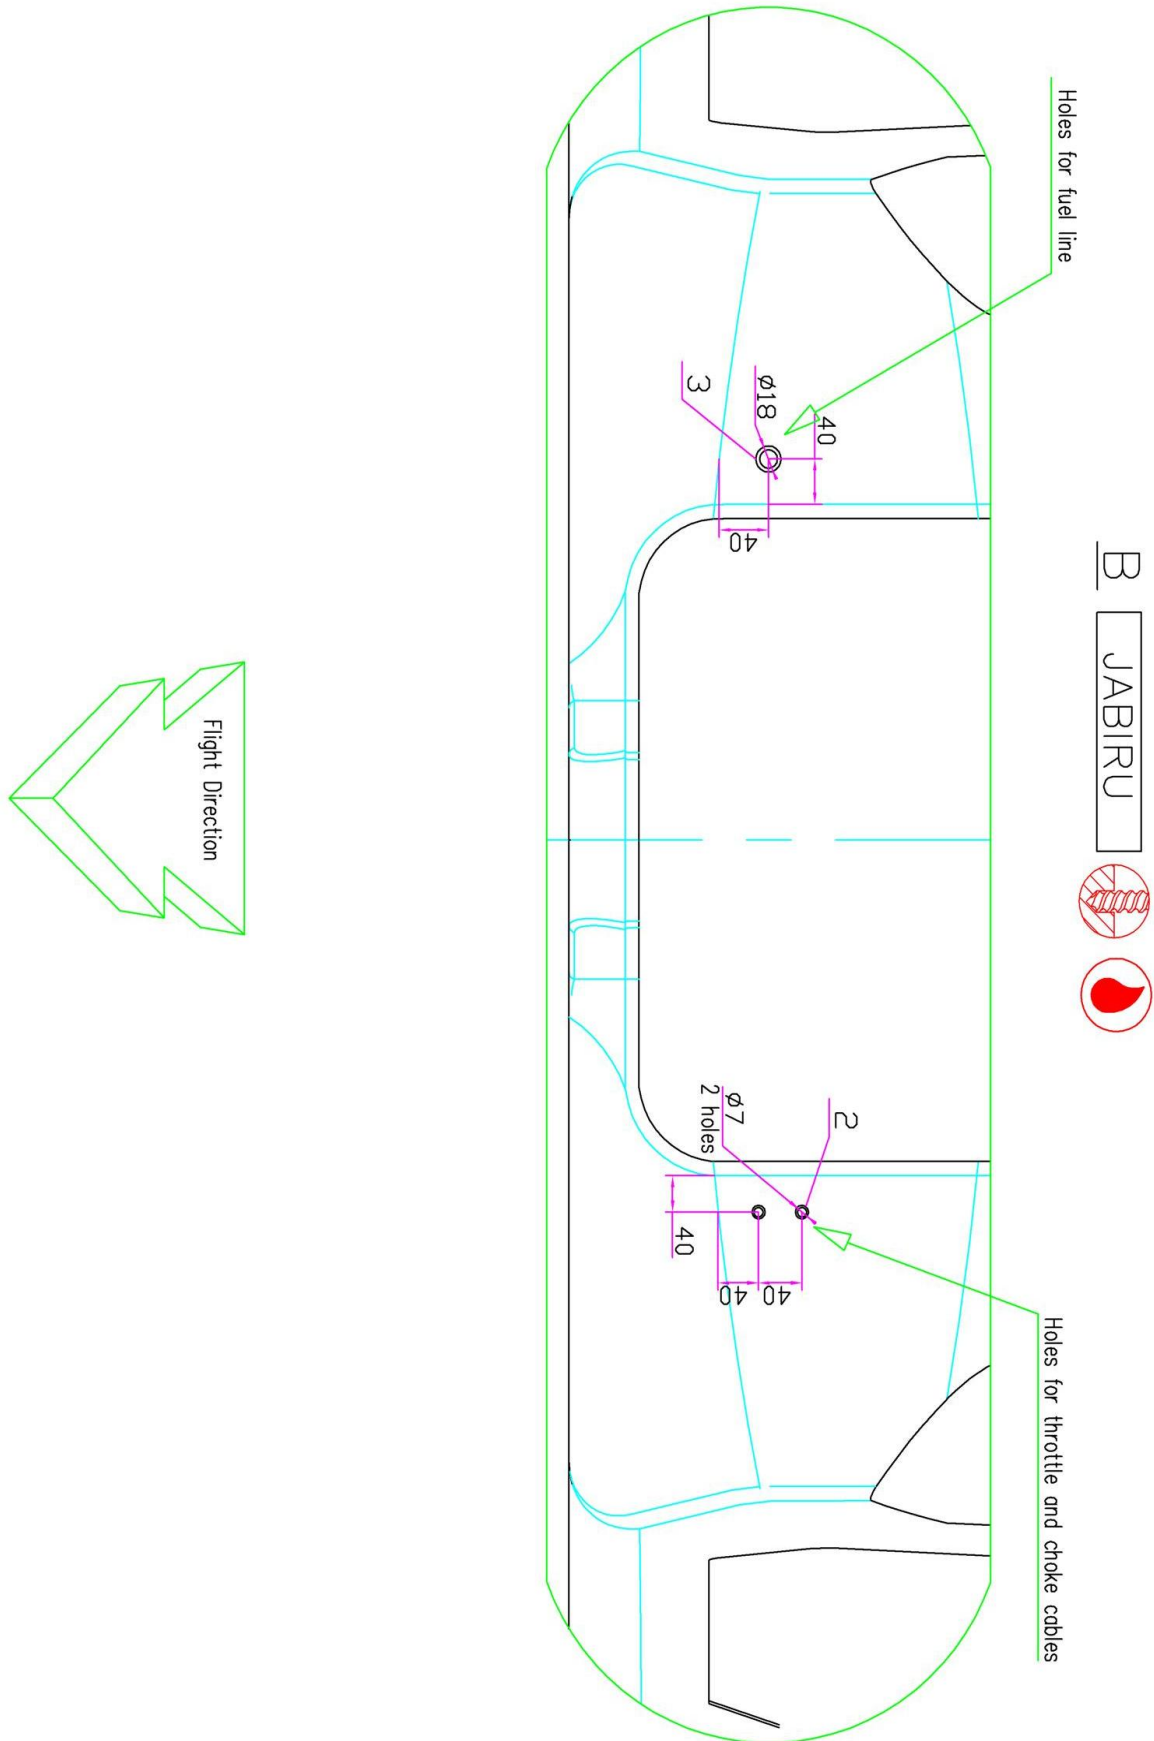 B JABIRU
Holes for fuel line
Holes for throttle and choke cables
40
ø18
3
40
2
ø7
2 holes
40
40
40
Flight Direction